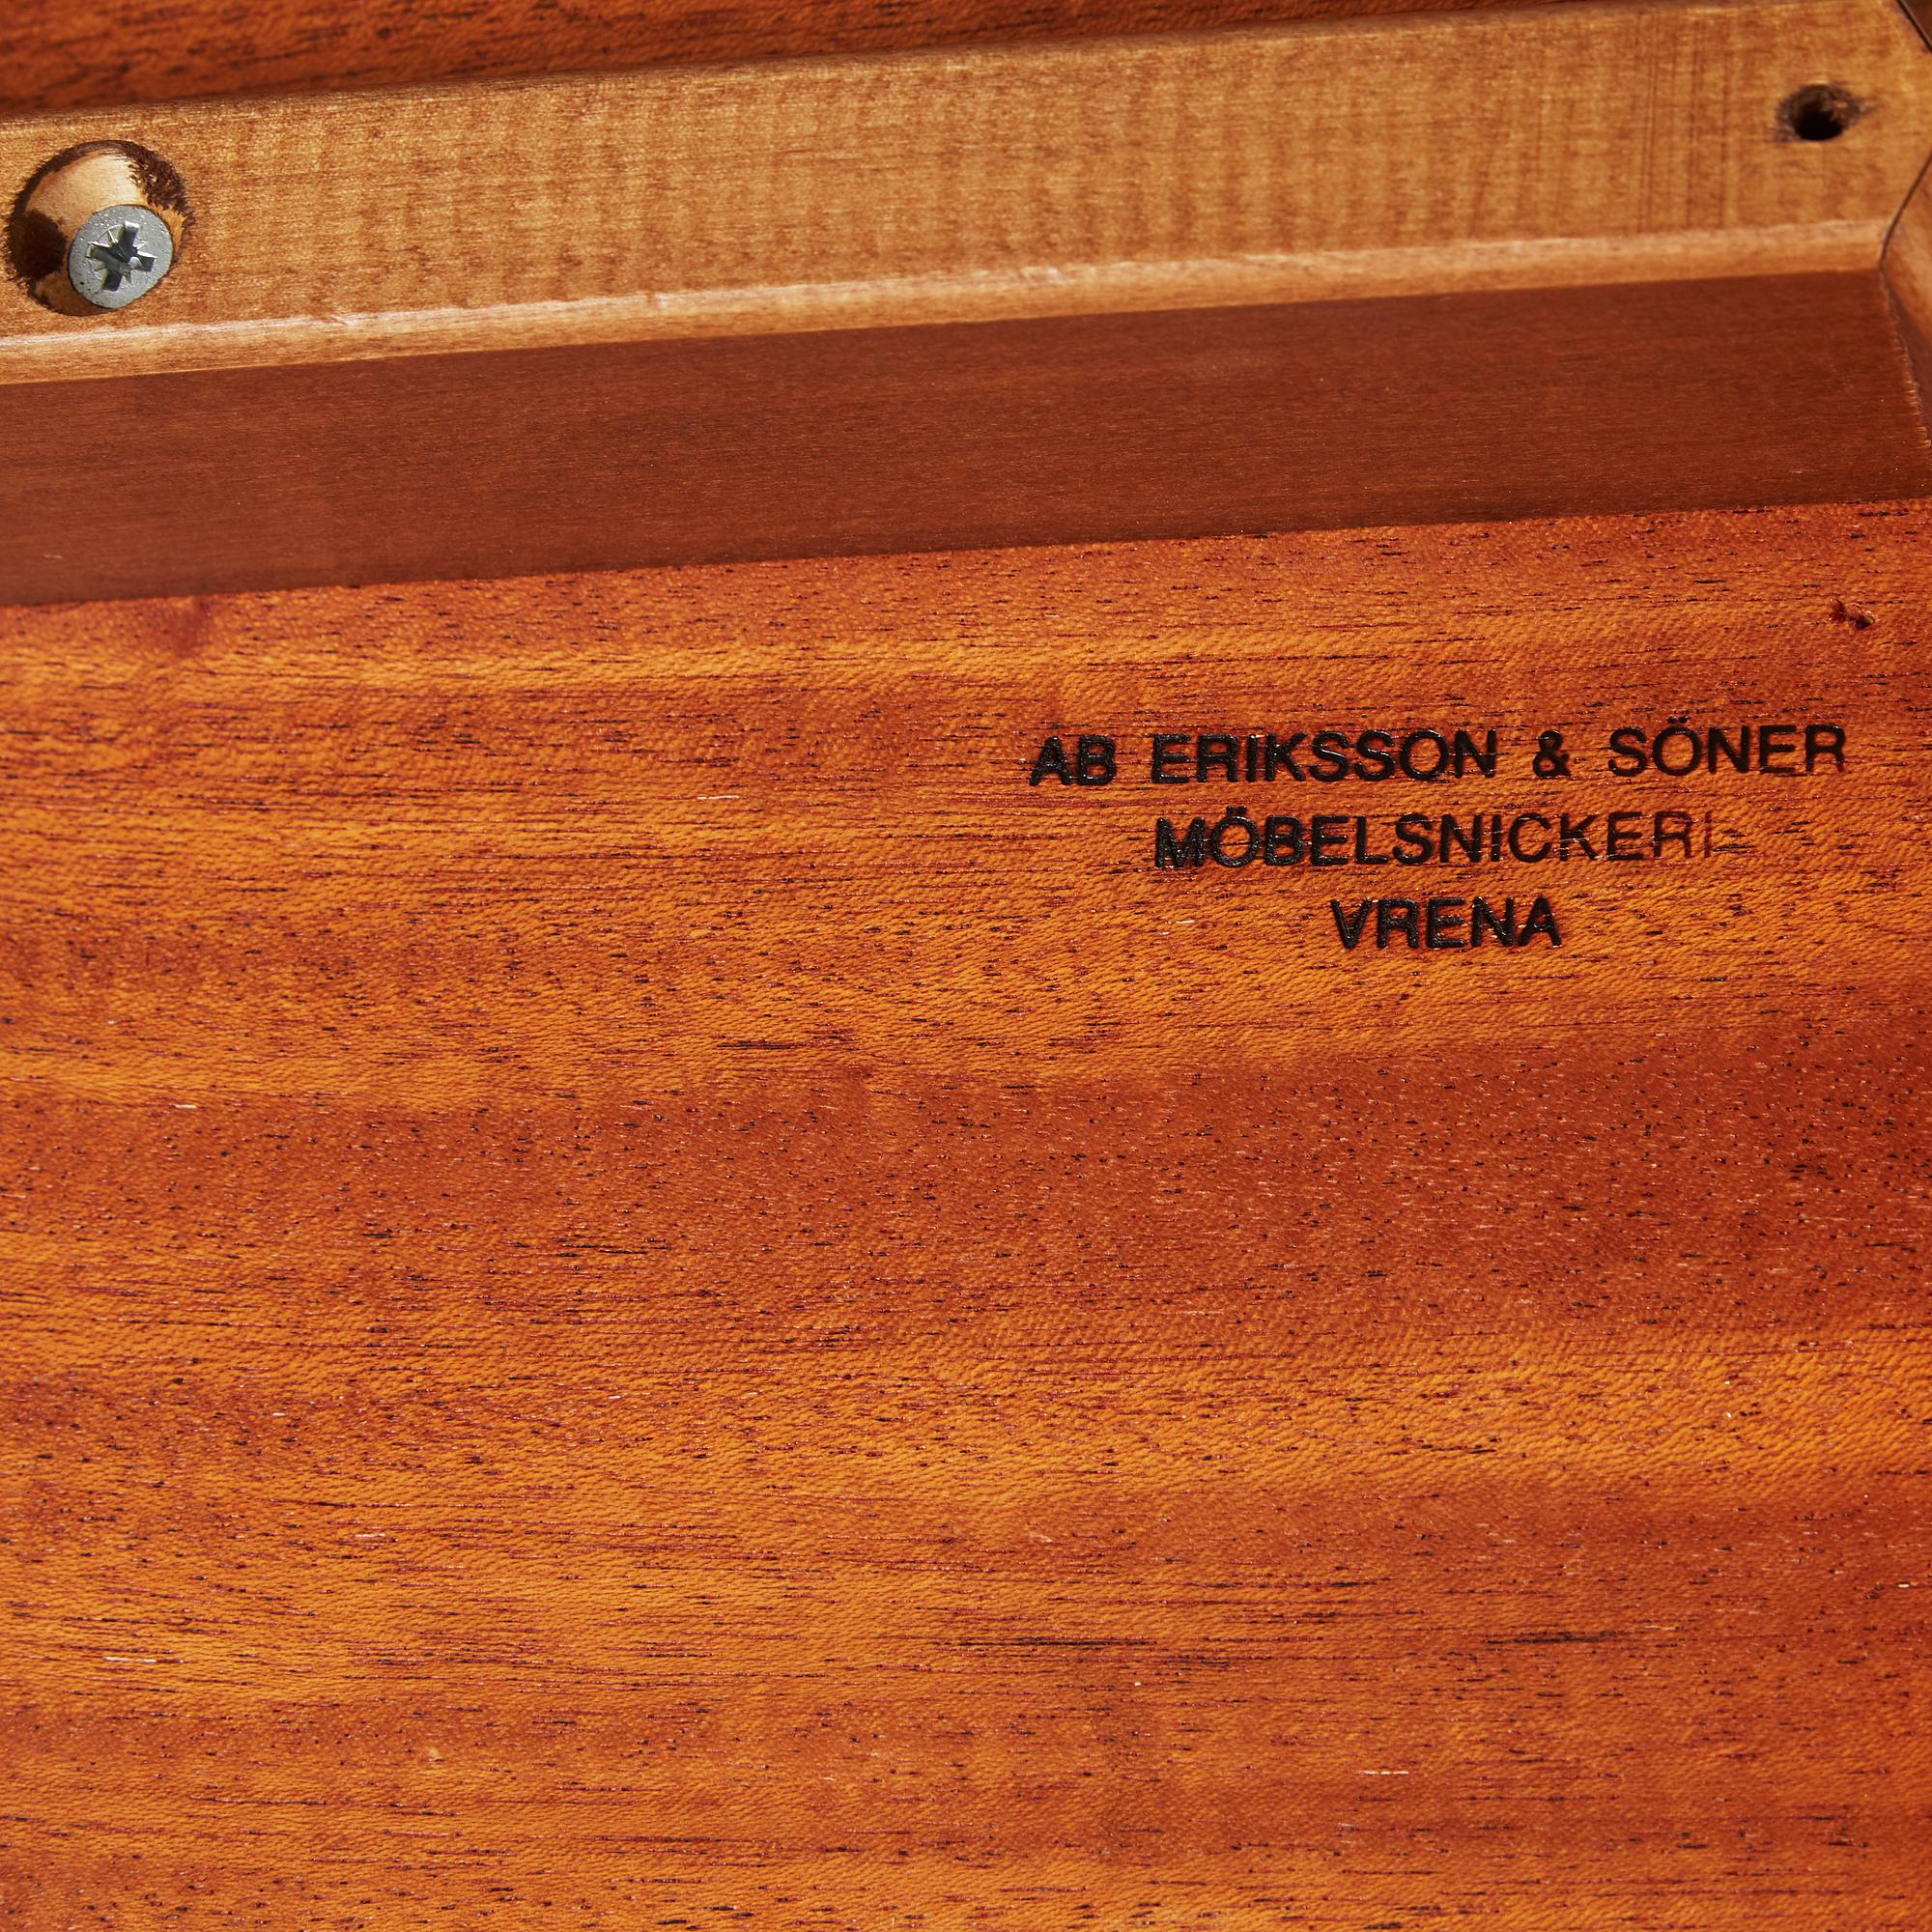 AB ERIKSSON & SÖNER
MÖBELSNICKERI
VRENA